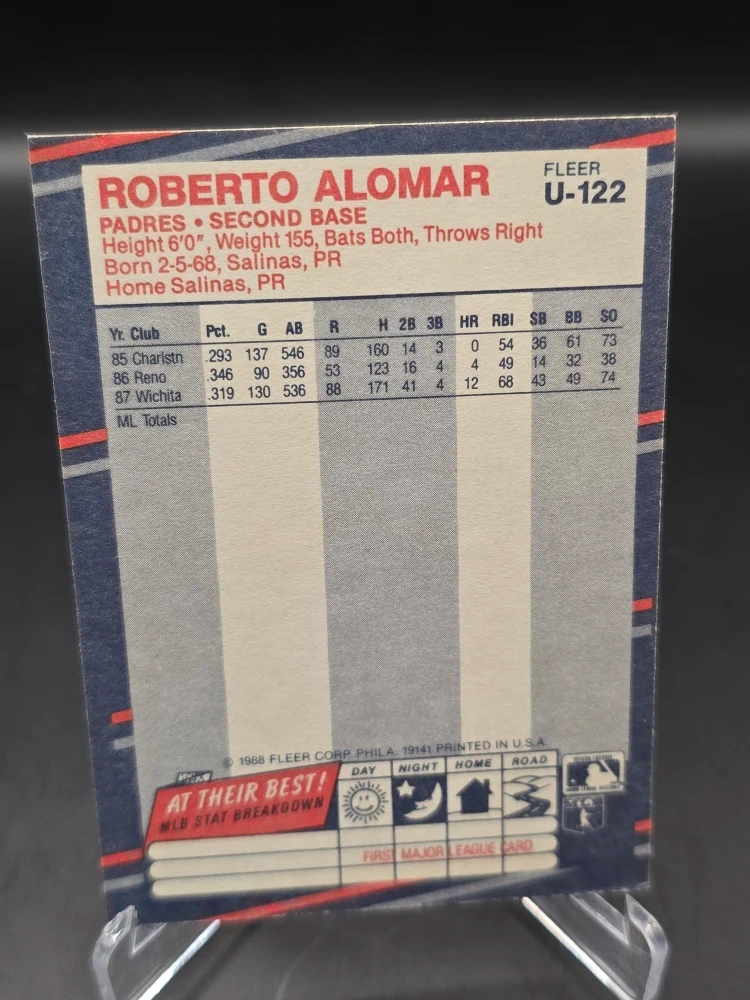 ROBERTO ALOMAR
FLEER
U-122
PADRES • SECOND BASE
Height 6'0", Weight 155, Bats Both, Throws Right
Born 2-5-68, Salinas, PR
Home Salinas, PR
Yr. Club Pct. G AB R H 2B 3B HR RBI SB BB SO
85 Charlstn .293 137 546 89 160 14 3 0 54 36 61 73
86 Reno .346 90 356 53 123 16 4 4 49 14 32 38
87 Wichita .319 130 536 88 171 41 4 12 68 43 49 74
ML Totals
© 1988 FLEER CORP. PHILA. 19141 PRINTED IN U.S.A.
AT THEIR BEST!
MLB STAT BREAKDOWN
DAY NIGHT HOME ROAD
FIRST MAJOR LEAGUE CARD